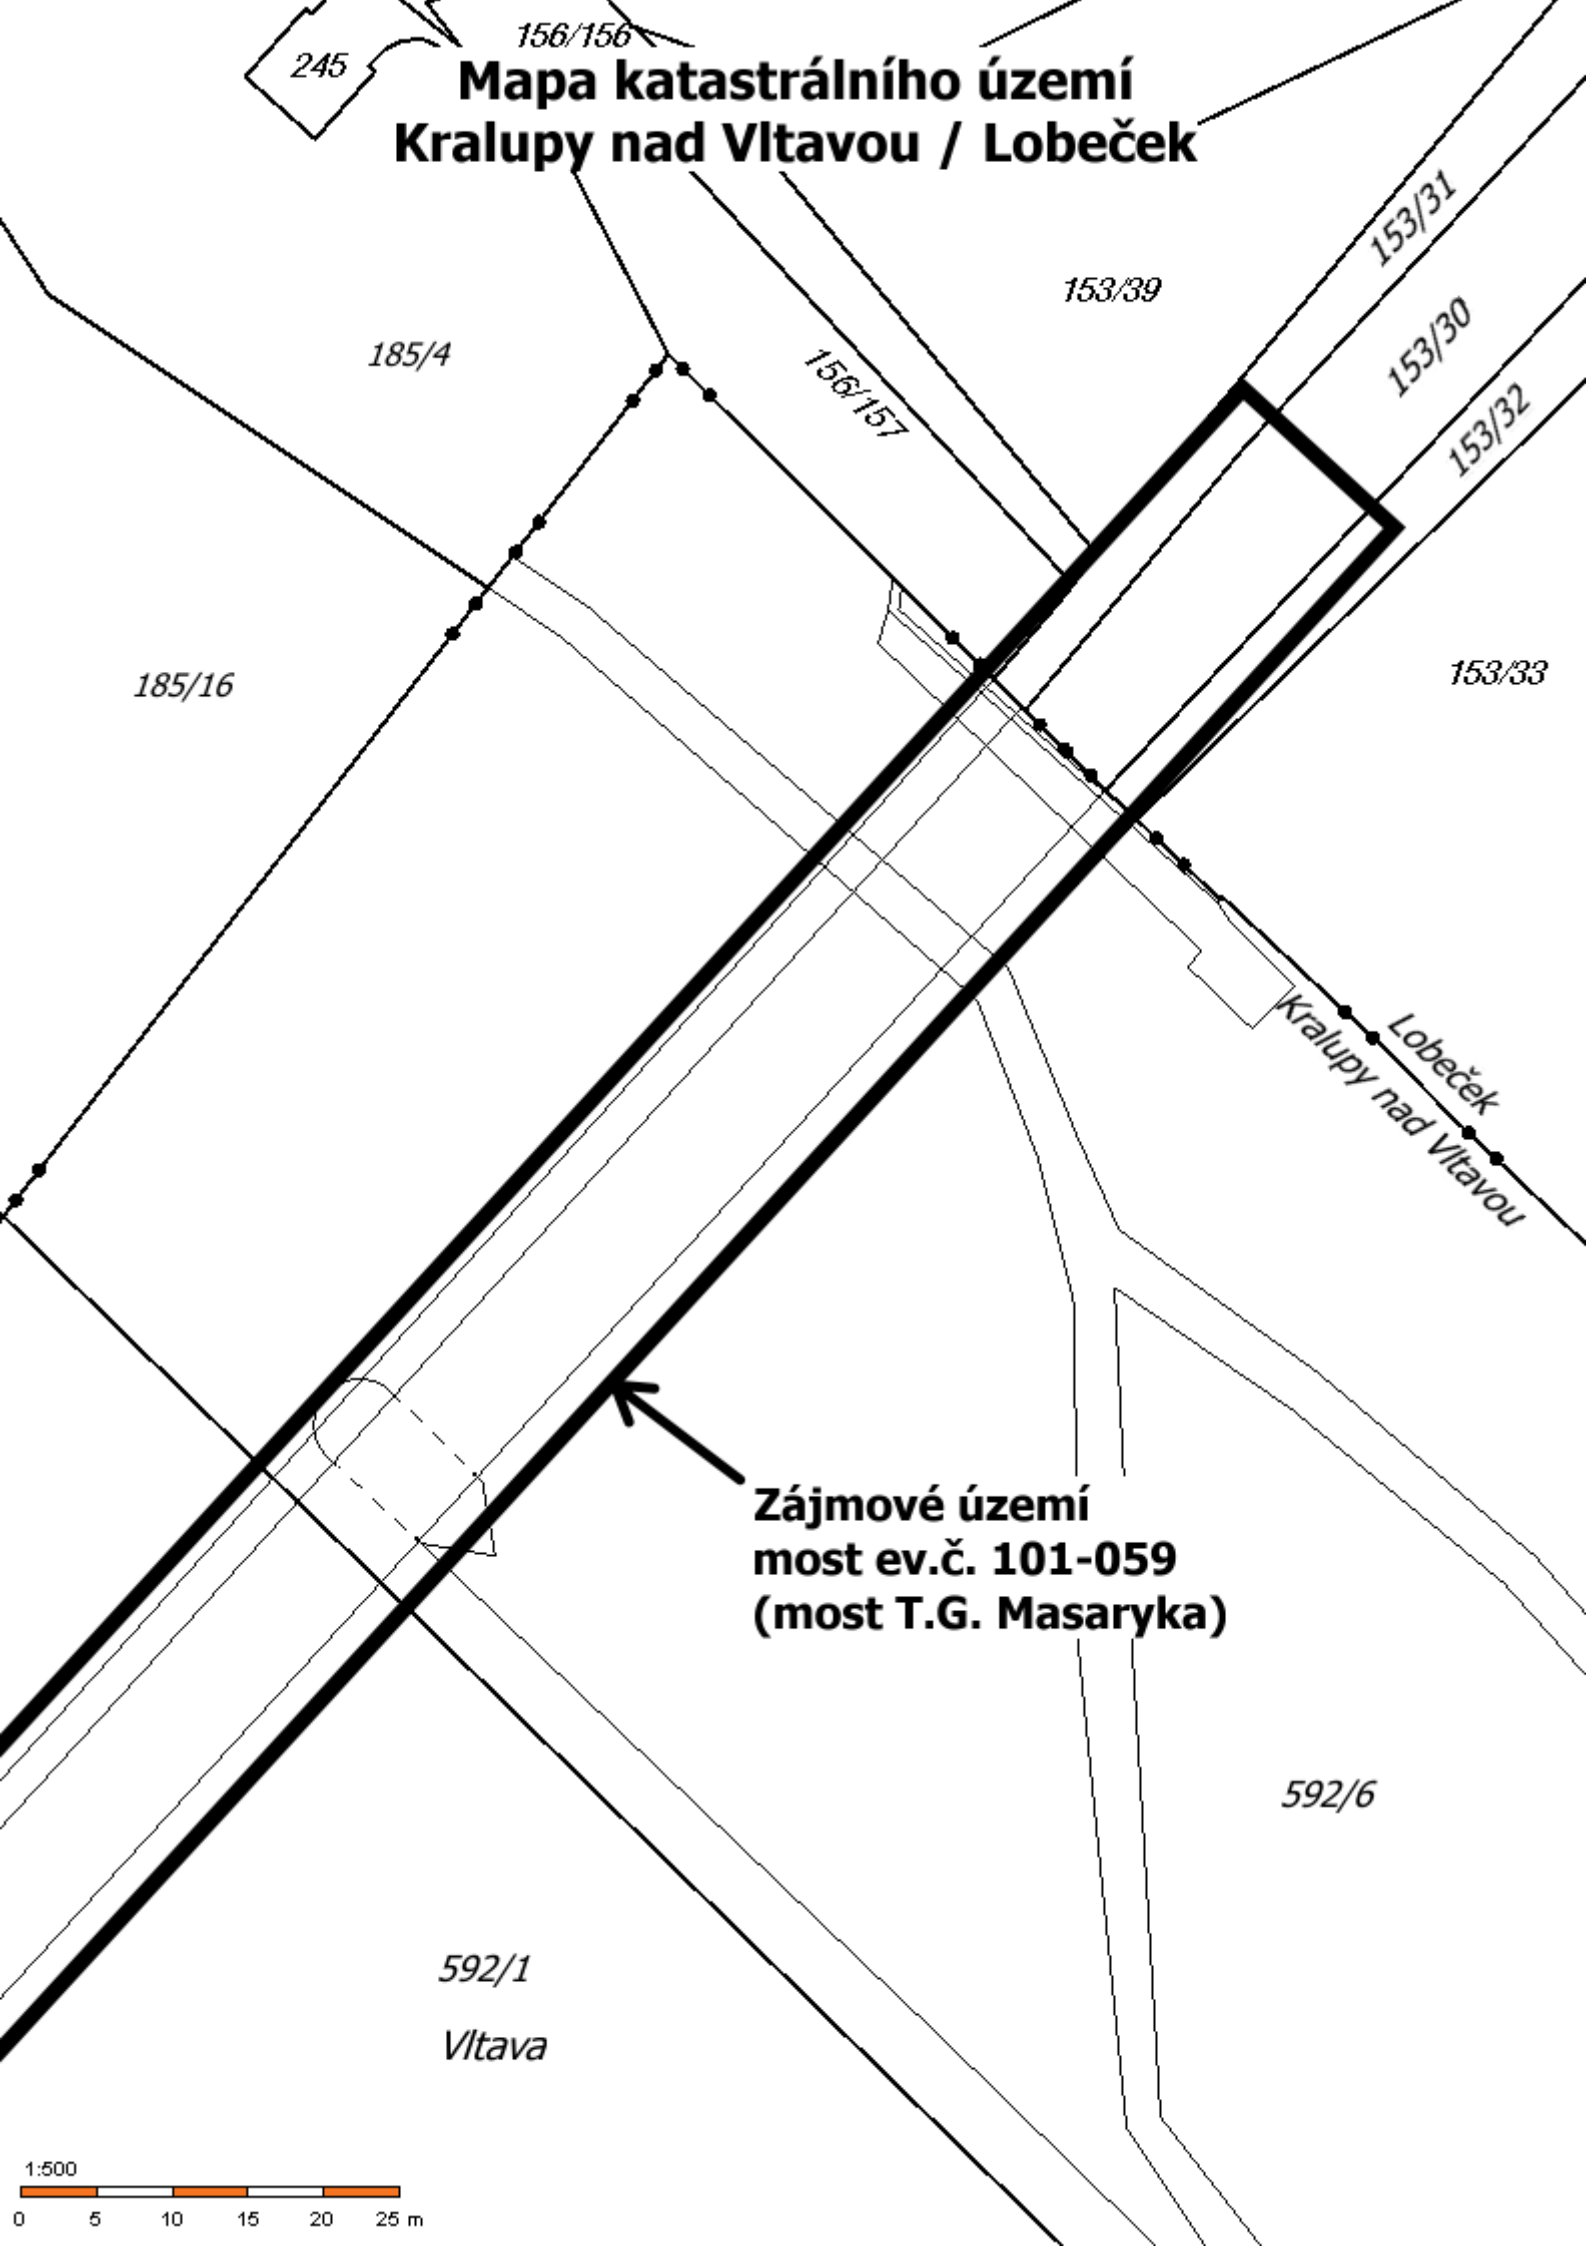 156/156
245
Mapa katastrálního území
Kralupy nad Vltavou / Lobeček
153/31
153/39
153/30
185/4
156/157
153/32
153/33
185/16
Lobeček
Kralupy nad Vltavou
Zájmové území
most ev.č. 101-059
(most T.G. Masaryka)
592/6
592/1
Vltava
1:500
0 5 10 15 20 25 m